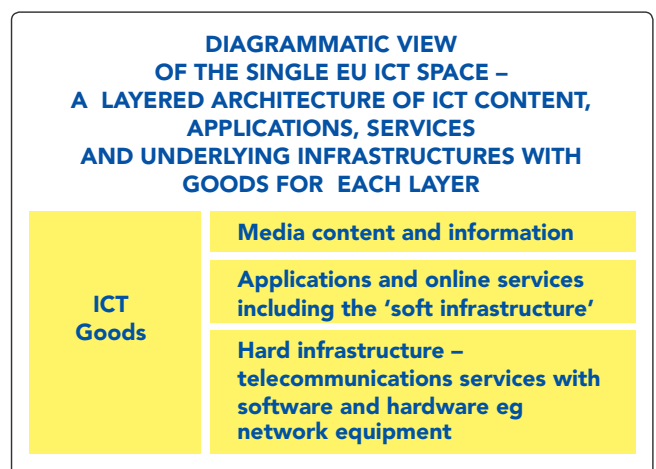 DIAGRAMMATIC VIEW
OF THE SINGLE EU ICT SPACE –
A LAYERED ARCHITECTURE OF ICT CONTENT,
APPLICATIONS, SERVICES
AND UNDERLYING INFRASTRUCTURES WITH
GOODS FOR EACH LAYER
ICT
Goods
Media content and information
Applications and online services
including the ‘soft infrastructure’
Hard infrastructure –
telecommunications services with
software and hardware eg
network equipment